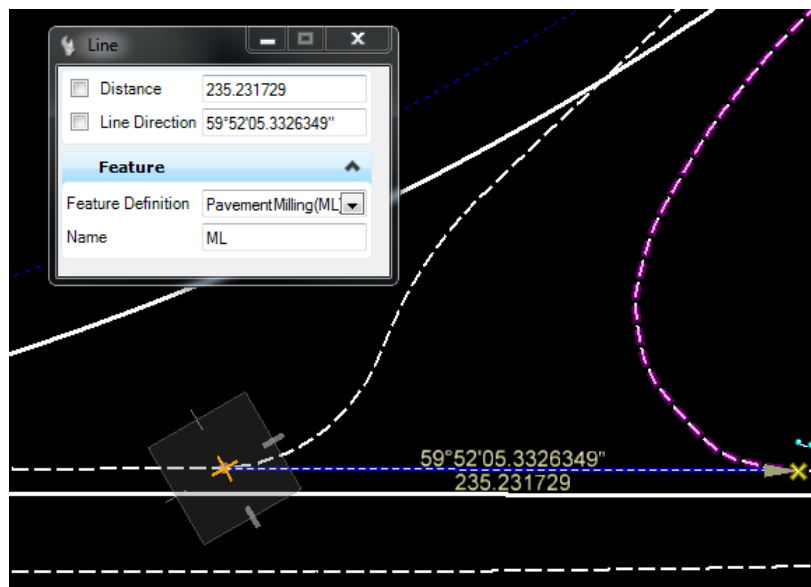 Line
Distance 235.231729
Line Direction 59°52'05.3326349"
Feature
Feature Definition PavementMilling(ML)
Name ML
59°52'05.3326349"
235.231729